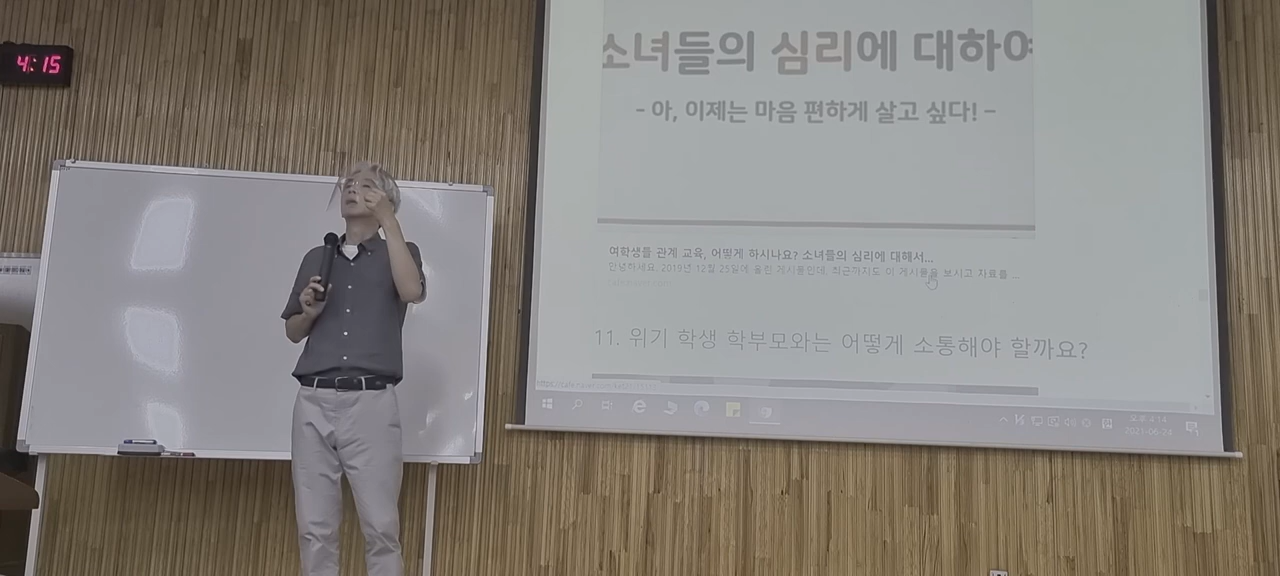 4:15
소녀들의 심리에 대하여
- 아, 이제는 마음 편하게 살고 싶다! -
여학생들 관계 교육, 어떻게 하시나요? 소녀들의 심리에 대해서...
안녕하세요. 2019년 12월 25일에 올린 게시물인데, 최근까지도 이 게시물을 보시고 자료를 ...
11. 위기 학생 학부모와는 어떻게 소통해야 할까요?
오후 4:14
2021-06-24